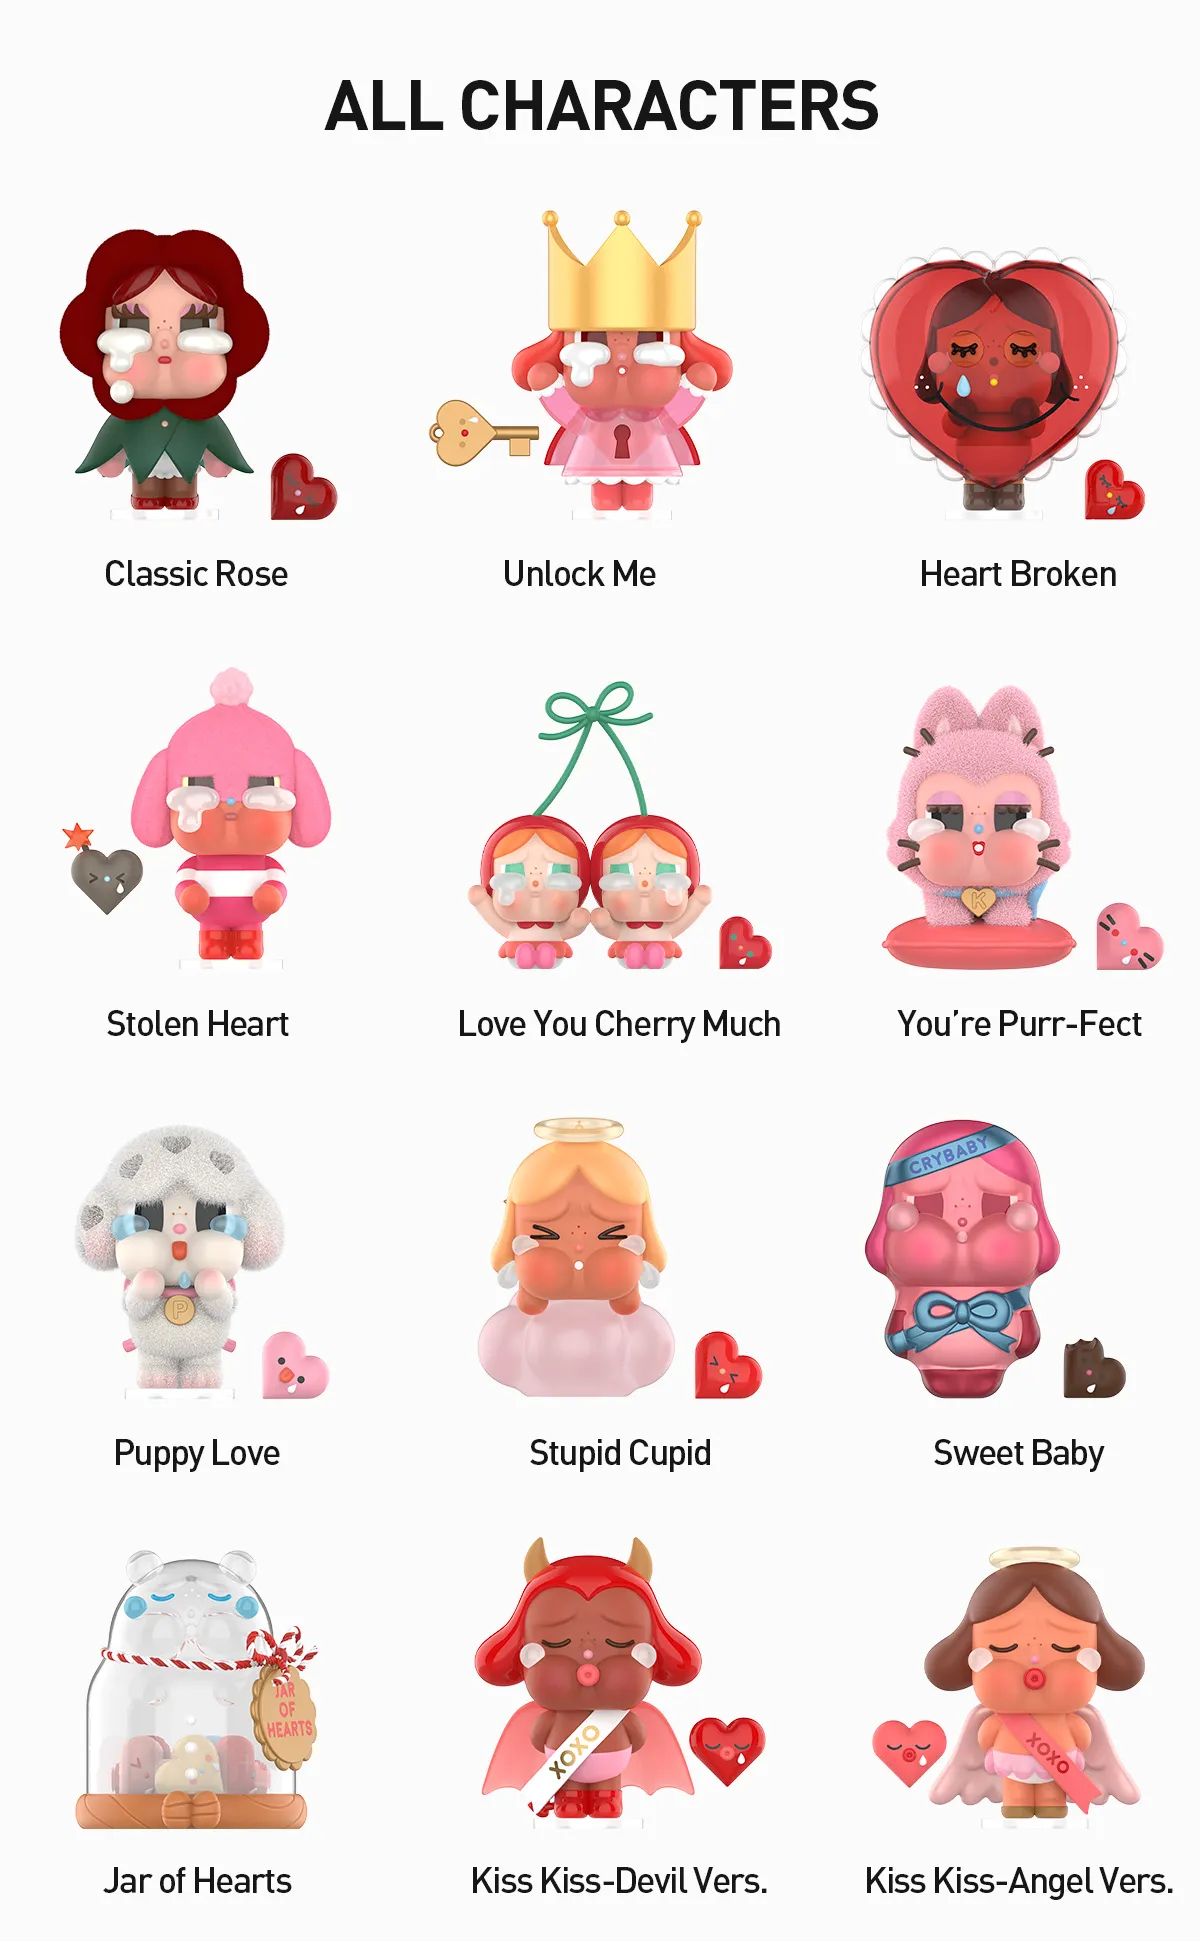 ALL CHARACTERS
Classic Rose
Unlock Me
Heart Broken
K
Stolen Heart
Love You Cherry Much
You’re Purr-Fect
CRYBABY
P
Puppy Love
Stupid Cupid
Sweet Baby
JAR
OF
HEARTS
XOXO
XOXO
Jar of Hearts
Kiss Kiss-Devil Vers.
Kiss Kiss-Angel Vers.